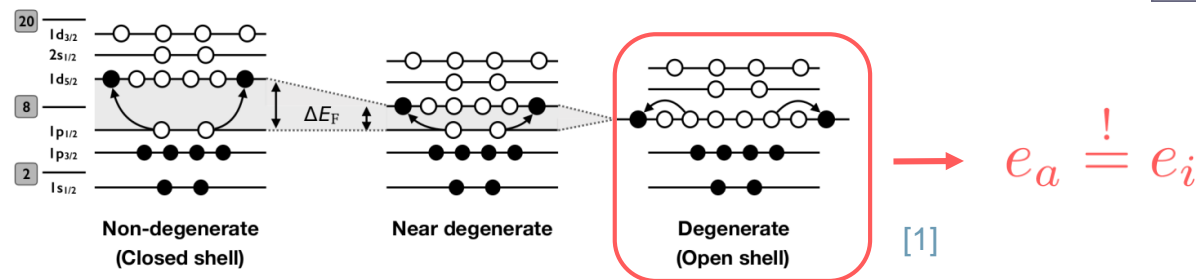 20
1d3/2
2s1/2
1d5/2
8
1p1/2
1p3/2
2
1s1/2
ΔEF
Non-degenerate
(Closed shell)
Near degenerate
Degenerate
(Open shell)
[1]
!
ea = ei